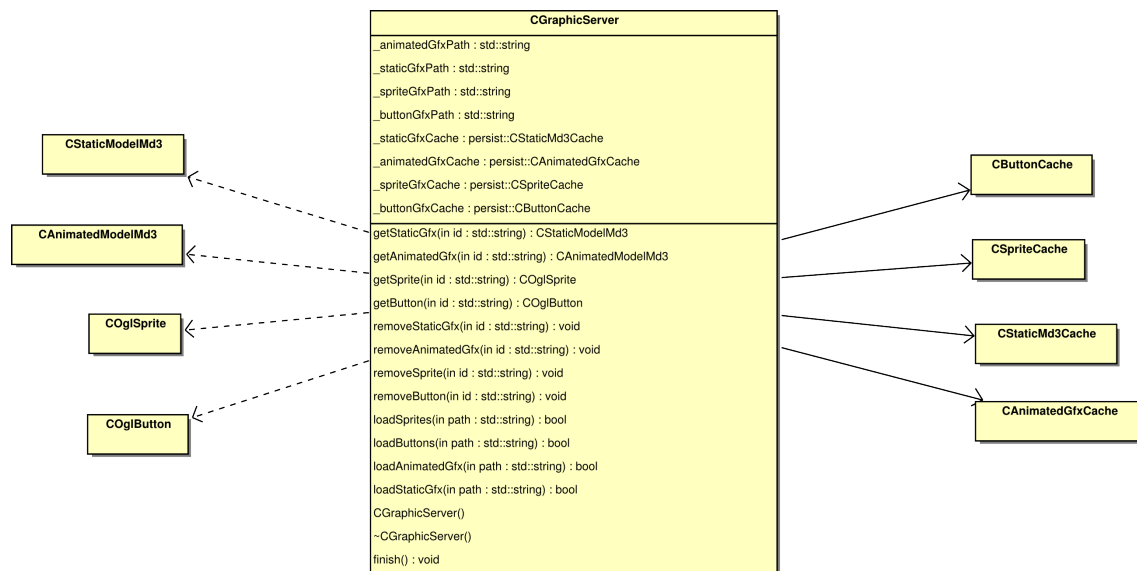 CGraphicServer
_animatedGfxPath : std::string
_staticGfxPath : std::string
_spriteGfxPath : std::string
_buttonGfxPath : std::string
_staticGfxCache : persist::CStaticMd3Cache
_animatedGfxCache : persist::CAnimatedGfxCache
_spriteGfxCache : persist::CSpriteCache
_buttonGfxCache : persist::CButtonCache
getStaticGfx(in id : std::string) : CStaticModelMd3
getAnimatedGfx(in id : std::string) : CAnimatedModelMd3
getSprite(in id : std::string) : COglSprite
getButton(in id : std::string) : COglButton
removeStaticGfx(in id : std::string) : void
removeAnimatedGfx(in id : std::string) : void
removeSprite(in id : std::string) : void
removeButton(in id : std::string) : void
loadSprites(in path : std::string) : bool
loadButtons(in path : std::string) : bool
loadAnimatedGfx(in path : std::string) : bool
loadStaticGfx(in path : std::string) : bool
CGraphicServer()
~CGraphicServer()
finish() : void
CStaticModelMd3
CAnimatedModelMd3
COglSprite
COglButton
CButtonCache
CSpriteCache
CStaticMd3Cache
CAnimatedGfxCache